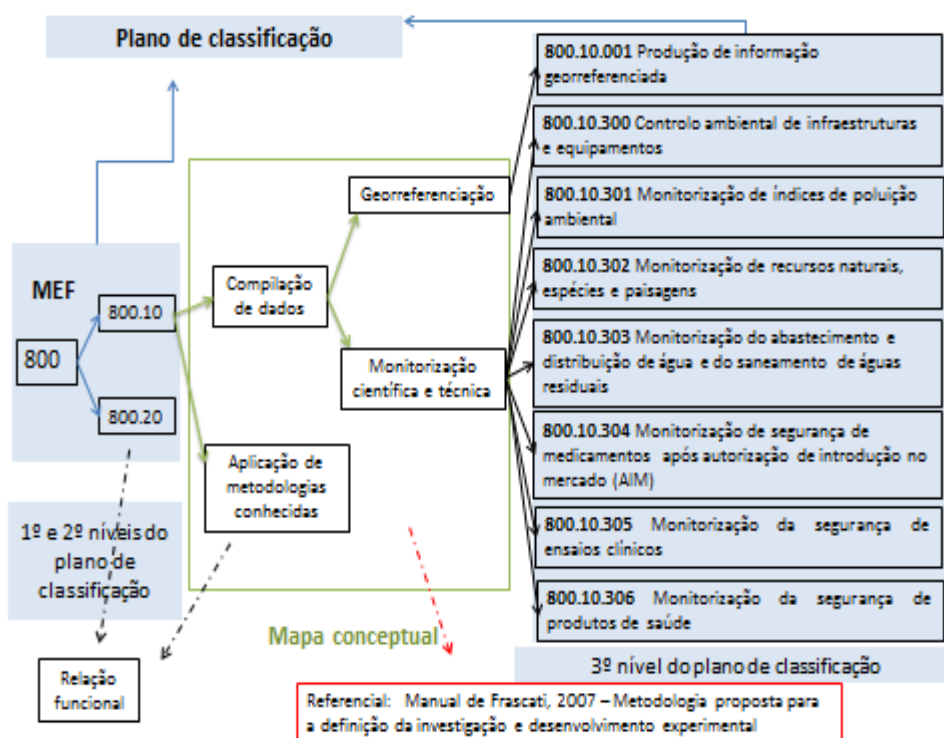 Plano de classificação
800.10.001 Produção de informação
georreferenciada
800.10.300 Controlo ambiental de infraestruturas
e equipamentos
800.10.301 Monitorização de índices de poluição
ambiental
800.10.302 Monitorização de recursos naturais,
espécies e paisagens
800.10.303 Monitorização do abastecimento e
distribuição de água e do saneamento de águas
residuais
800.10.304 Monitorização de segurança de
medicamentos após autorização de introdução no
mercado (AIM)
800.10.305 Monitorização da segurança de
ensaios clínicos
800.10.306 Monitorização da segurança de
produtos de saúde
3º nível do plano de classificação
Georreferenciação
Compilação
de dados
Monitorização
científica e técnica
Aplicação de
metodologias
conhecidas
MEF
800.10
800
800.20
1º e 2º níveis do
plano de
classificação
Mapa conceptual
Relação
funcional
Referencial: Manual de Frascati, 2007 – Metodologia proposta para
a definição da investigação e desenvolvimento experimental